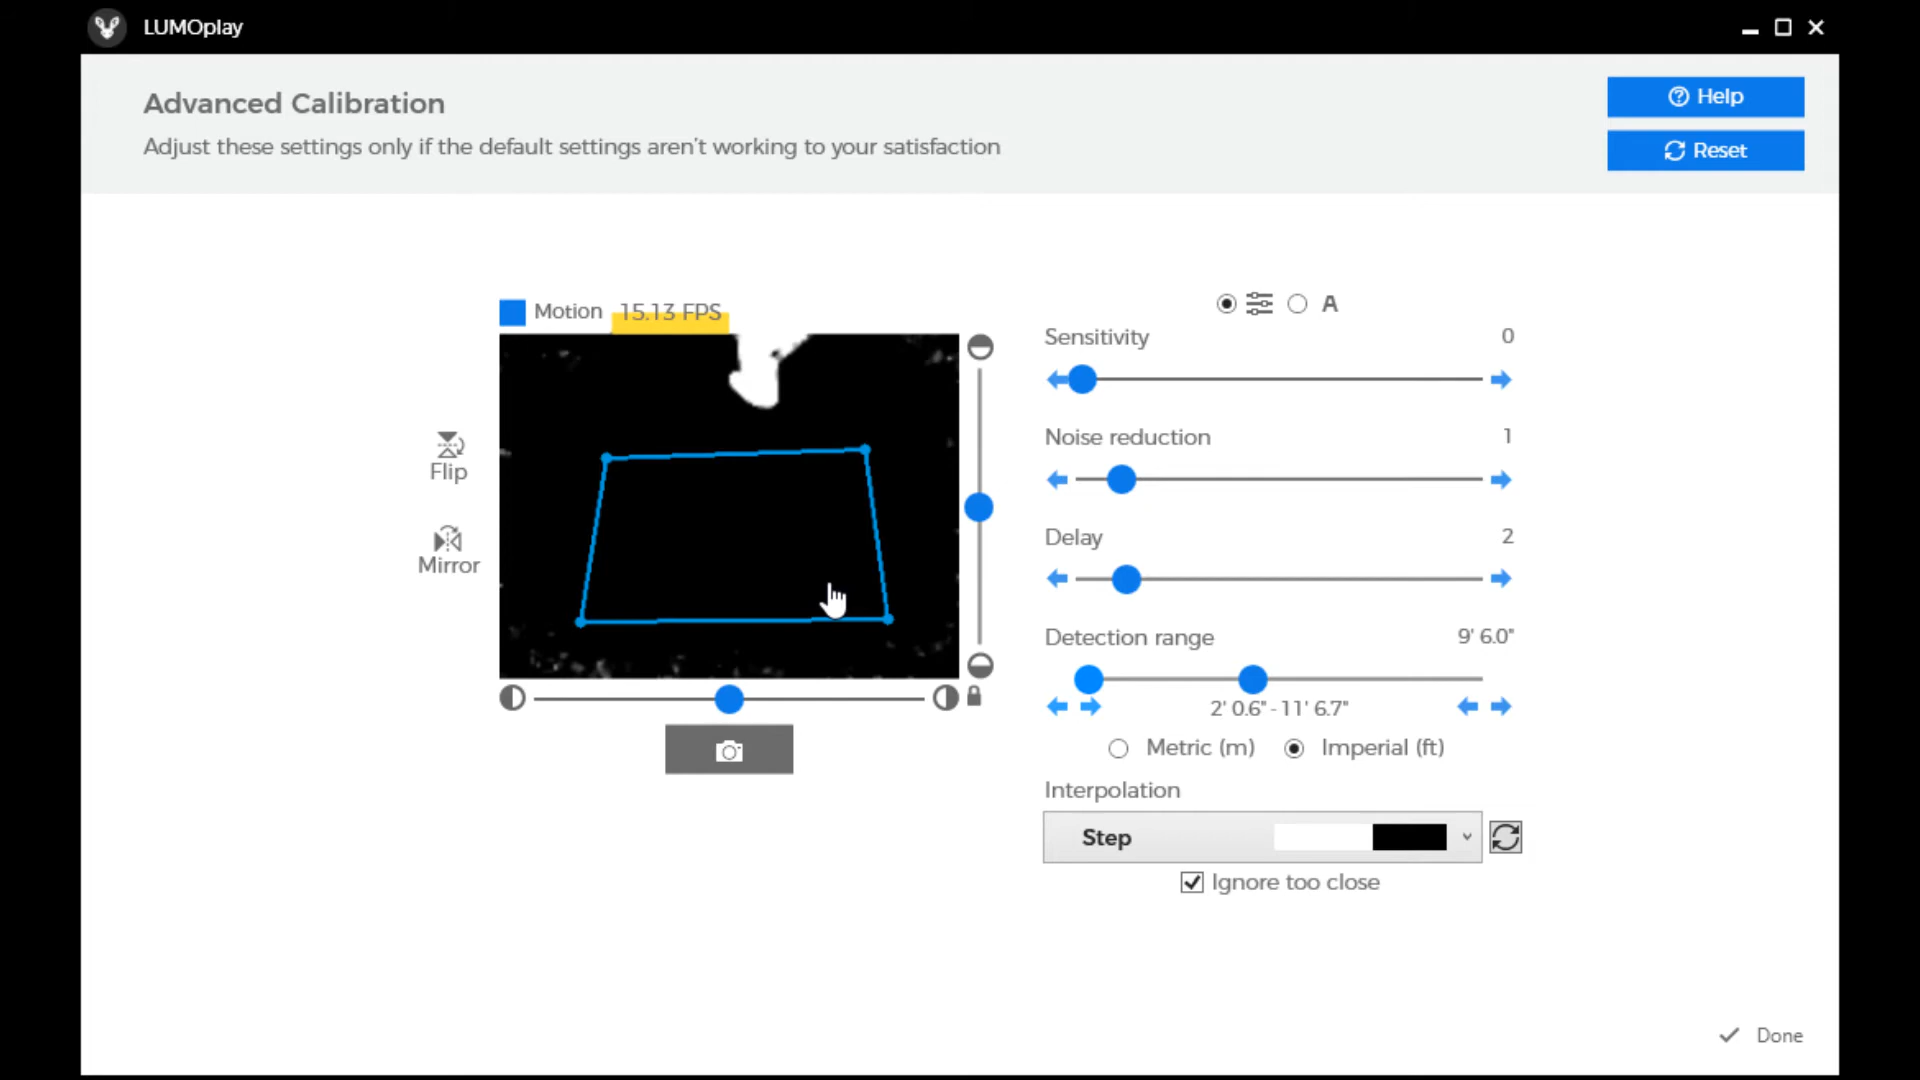 LUMOplay
Advanced Calibration
Adjust these settings only if the default settings aren't working to your satisfaction
Help
Reset
Motion 15.13 FPS
Flip
Mirror
A
Sensitivity 0
Noise reduction 1
Delay 2
Detection range 9' 6.0"
2' 0.6" - 11' 6.7"
Metric (m) Imperial (ft)
Interpolation
Step
Ignore too close
Done